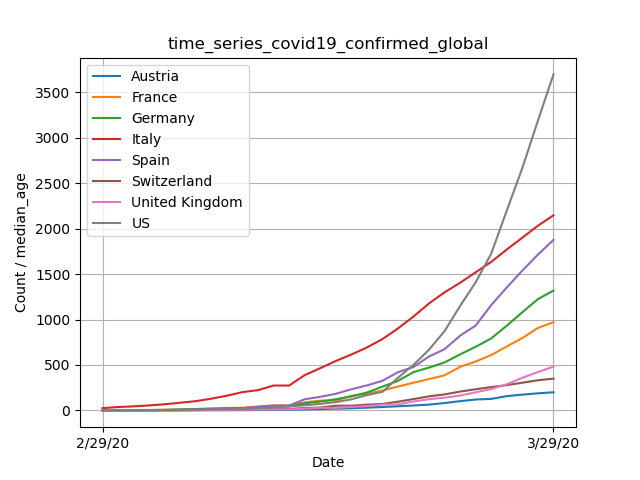 time_series_covid19_confirmed_global
Austria
France
Germany
Italy
Spain
Switzerland
United Kingdom
US
3500
3000
2500
2000
1500
1000
500
0
Count / median_age
2/29/20
3/29/20
Date